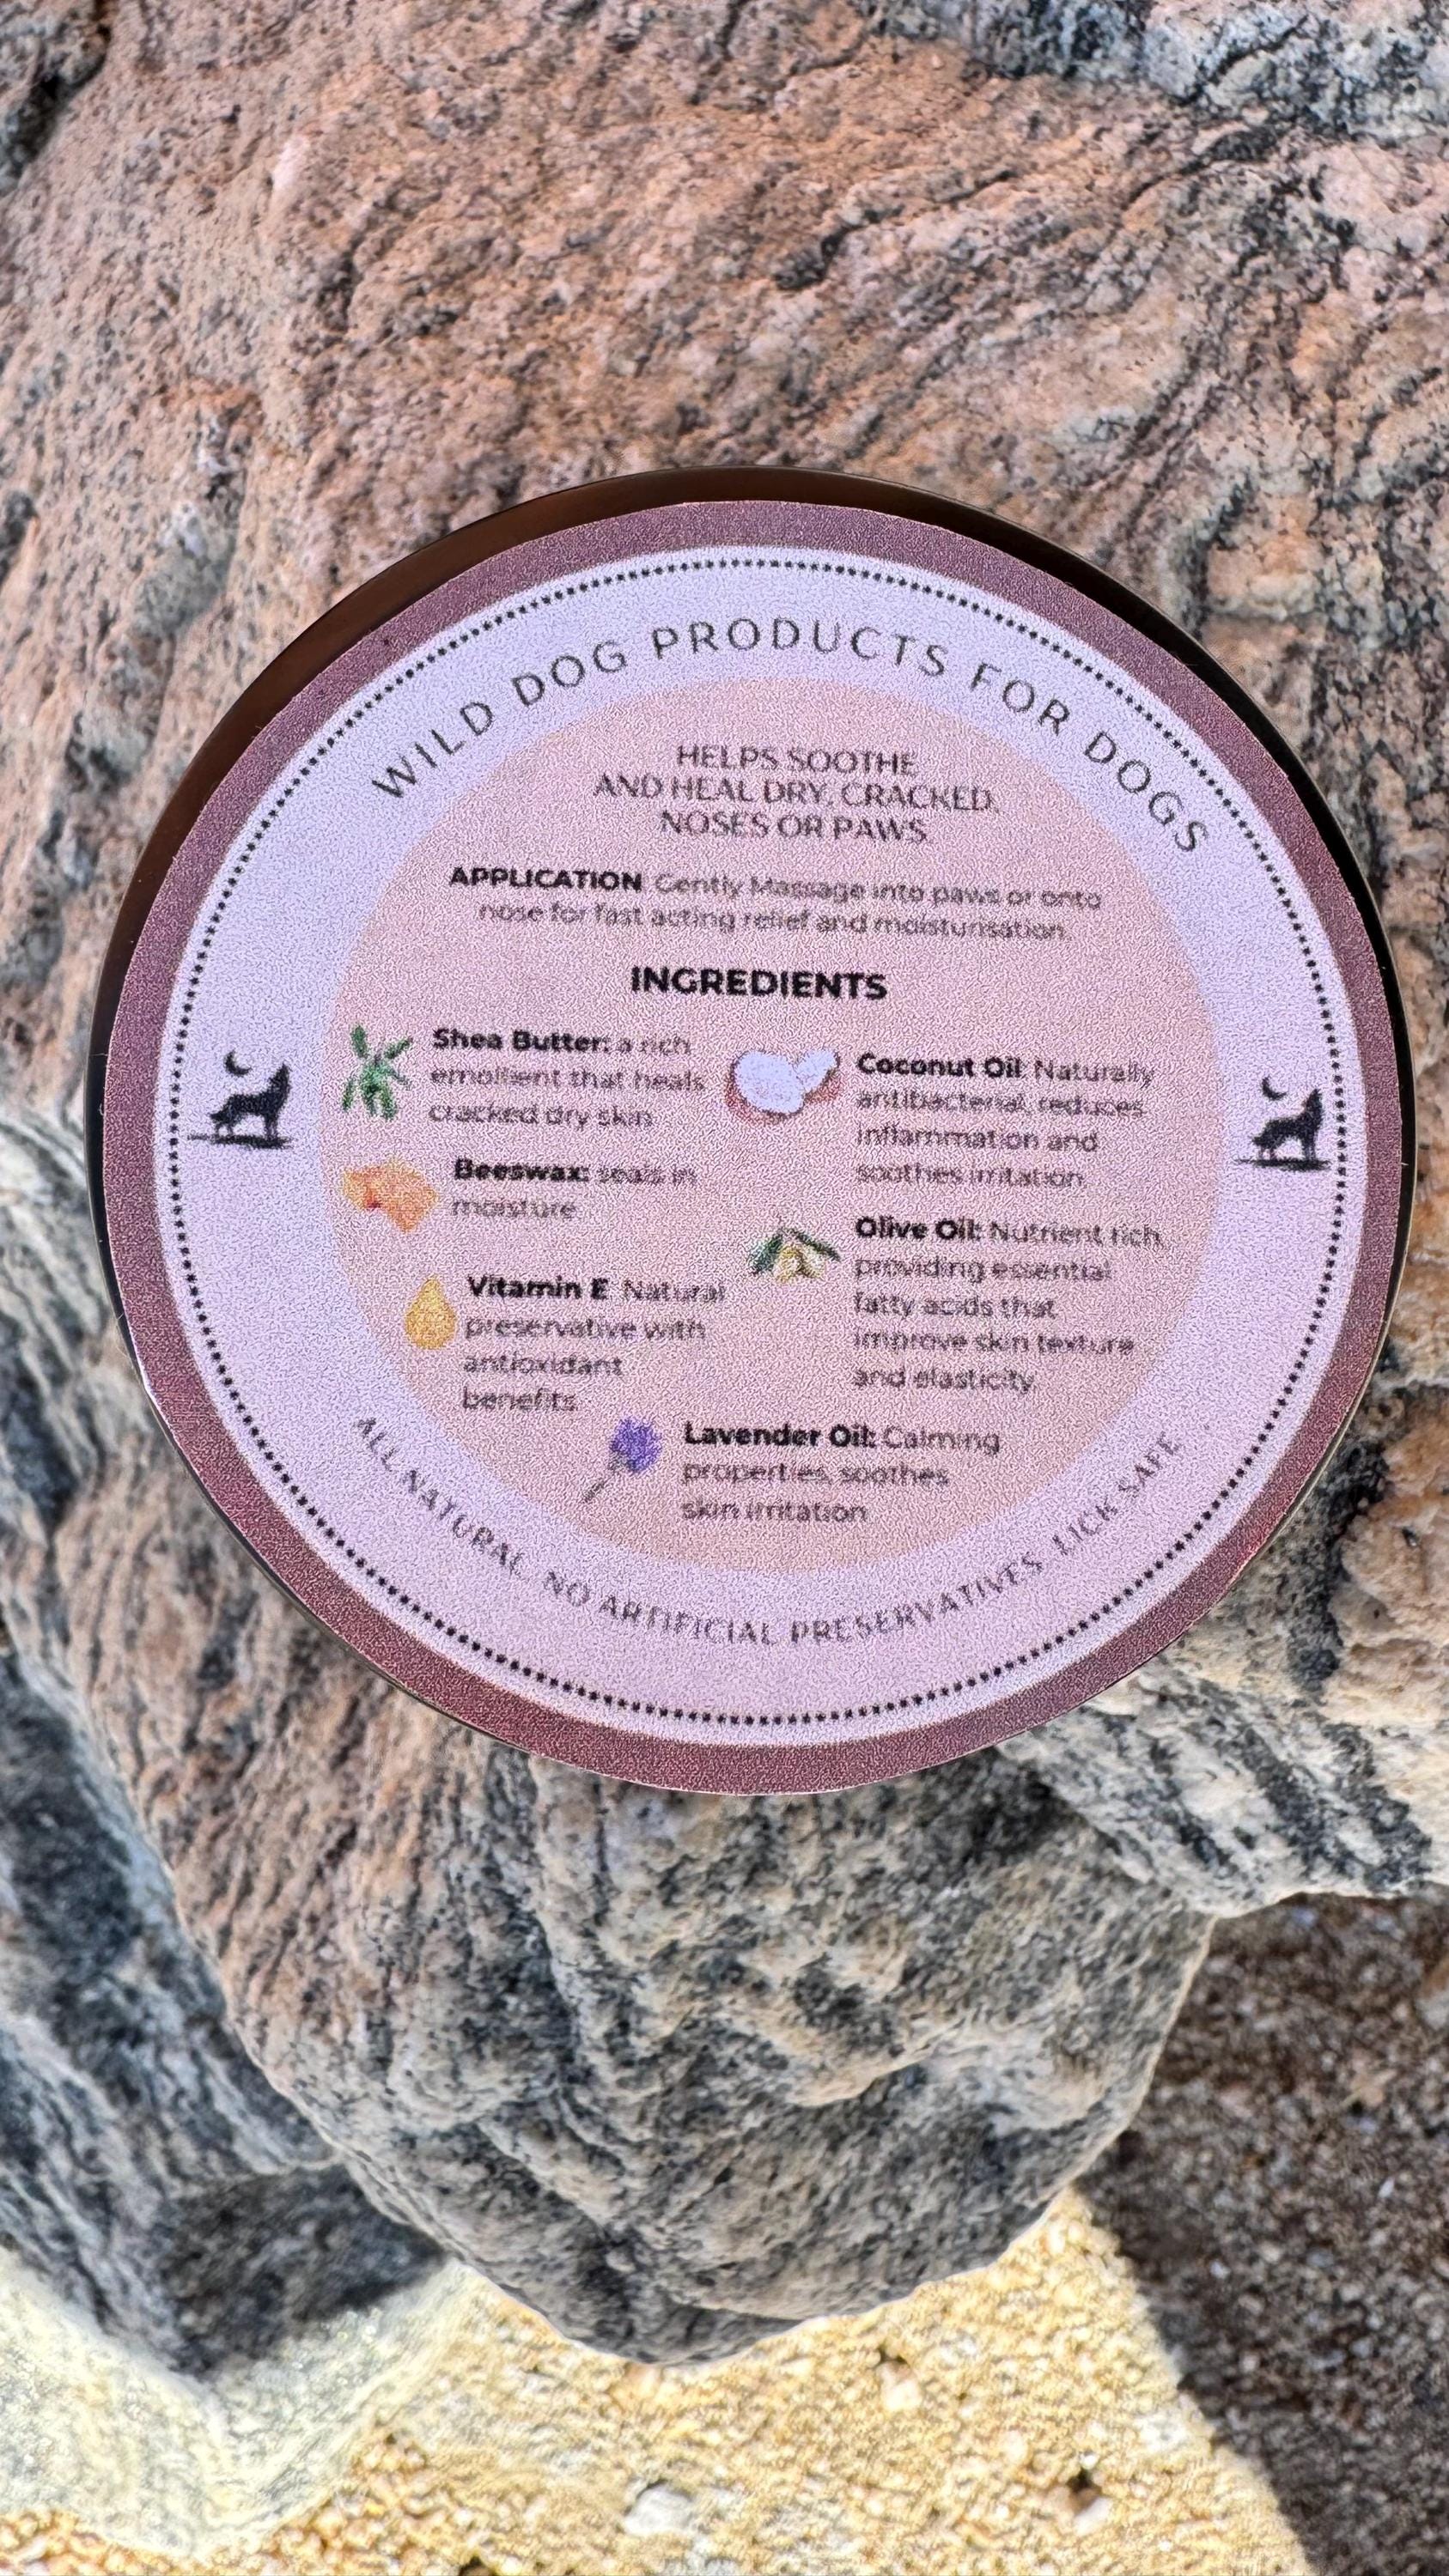 WILD DOG PRODUCTS FOR DOGS
HELPS SOOTHE
AND HEAL DRY, CRACKED,
NOSES OR PAWS.
APPLICATION: Gently Massage into paws or onto
nose for fast acting relief and moisturisation.
INGREDIENTS
Shea Butter: a rich
emollient that heals
cracked dry skin
Beeswax: seals in
moisture
Vitamin E: Natural
preservative with
antioxidant
benefits.
Coconut Oil: Naturally
antibacterial, reduces
inflammation and
soothes irritation.
Olive Oil: Nutrient rich,
providing essential
fatty acids that
improve skin texture
and elasticity.
Lavender Oil: Calming
properties, soothes
skin irritation
ALL NATURAL. NO ARTIFICIAL PRESERVATIVES. LICK SAFE